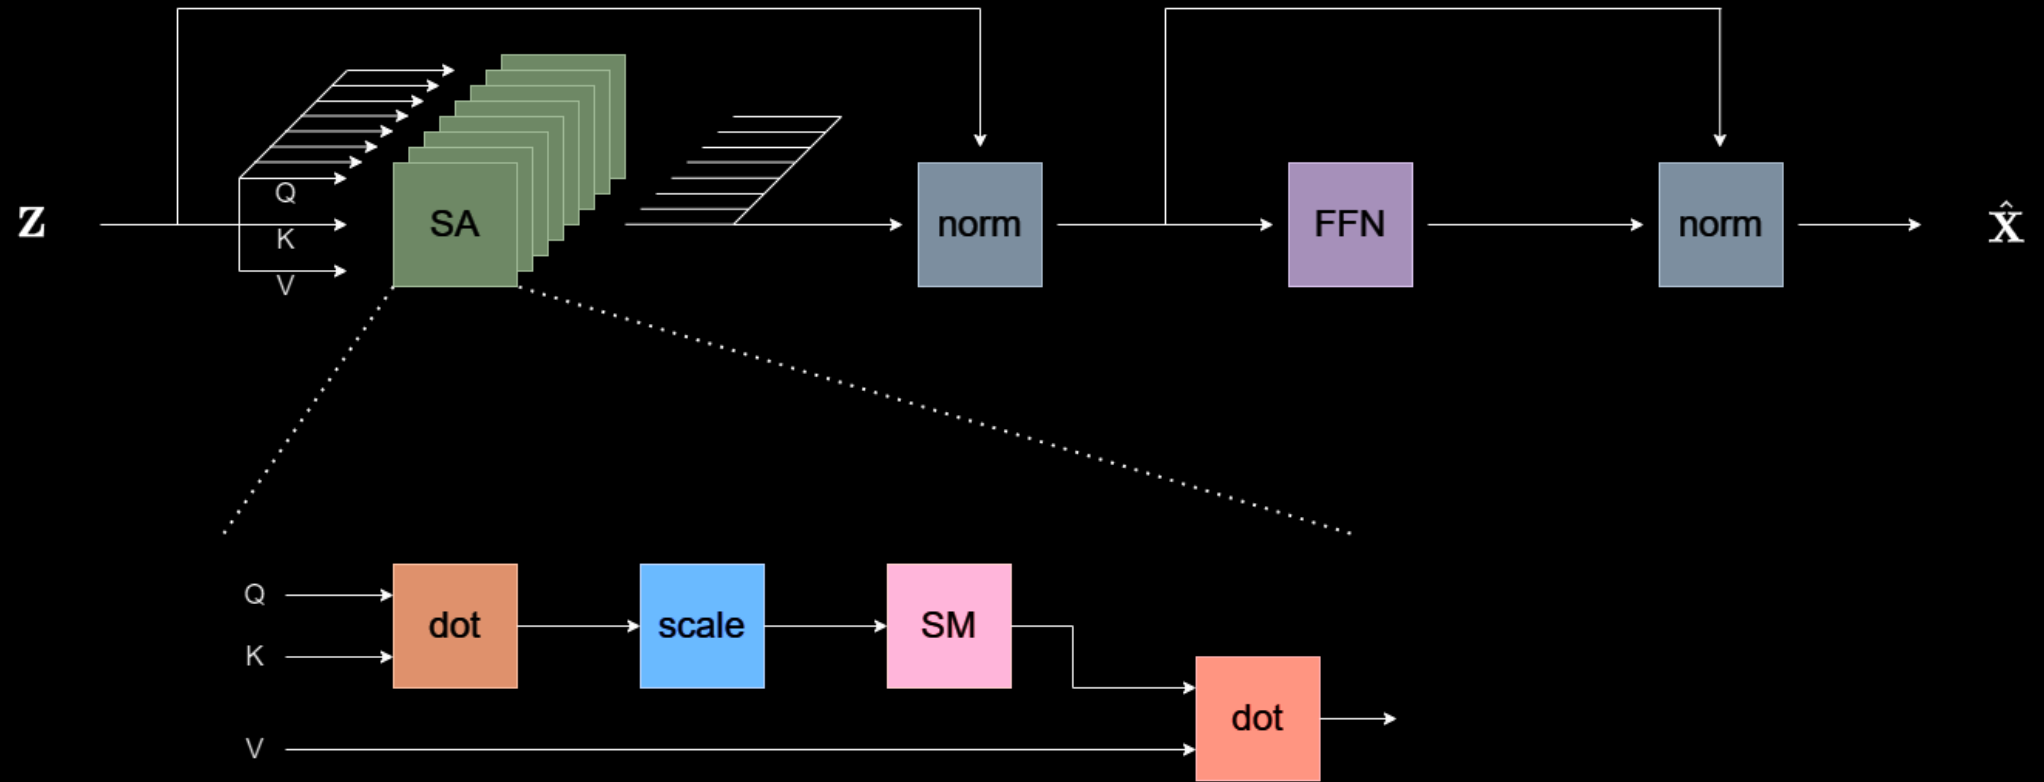 Q
Z K SA norm FFN norm X̂
V
Q dot scale SM
K
V dot